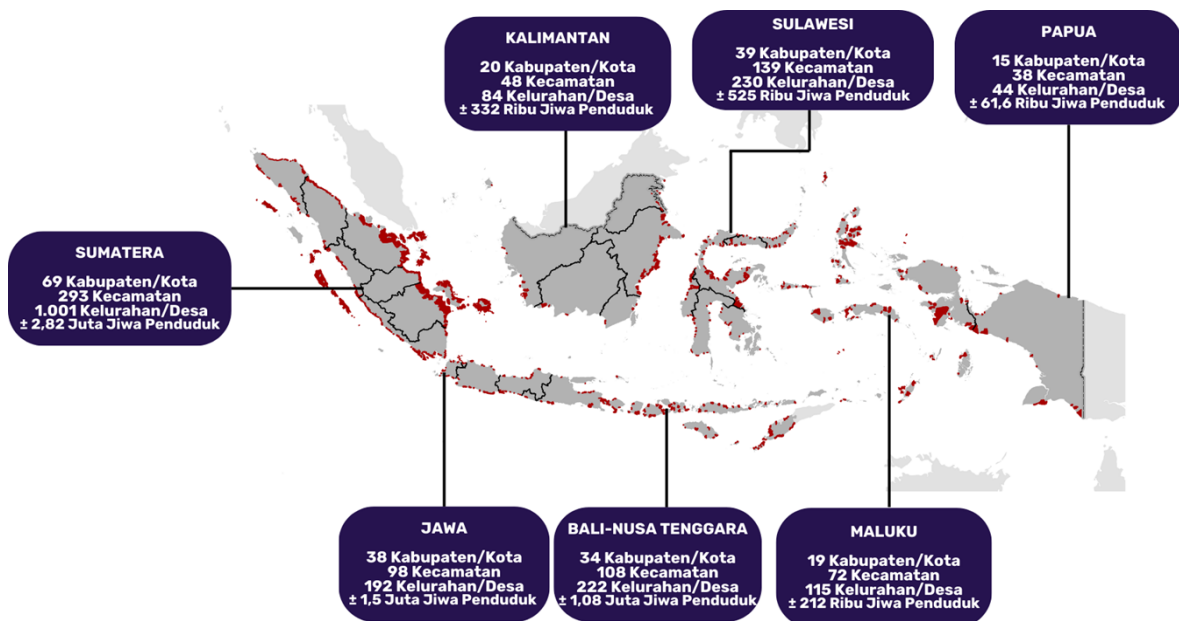 KALIMANTAN
20 Kabupaten/Kota
48 Kecamatan
84 Kelurahan/Desa
± 332 Ribu Jiwa Penduduk
SULAWESI
39 Kabupaten/Kota
139 Kecamatan
230 Kelurahan/Desa
± 525 Ribu Jiwa Penduduk
PAPUA
15 Kabupaten/Kota
38 Kecamatan
44 Kelurahan/Desa
± 61,6 Ribu Jiwa Penduduk
SUMATERA
69 Kabupaten/Kota
293 Kecamatan
1.001 Kelurahan/Desa
± 2,82 Juta Jiwa Penduduk
JAWA
38 Kabupaten/Kota
98 Kecamatan
192 Kelurahan/Desa
± 1,5 Juta Jiwa Penduduk
BALI-NUSA TENGGARA
34 Kabupaten/Kota
108 Kecamatan
222 Kelurahan/Desa
± 1,08 Juta Jiwa Penduduk
MALUKU
19 Kabupaten/Kota
72 Kecamatan
115 Kelurahan/Desa
± 212 Ribu Jiwa Penduduk